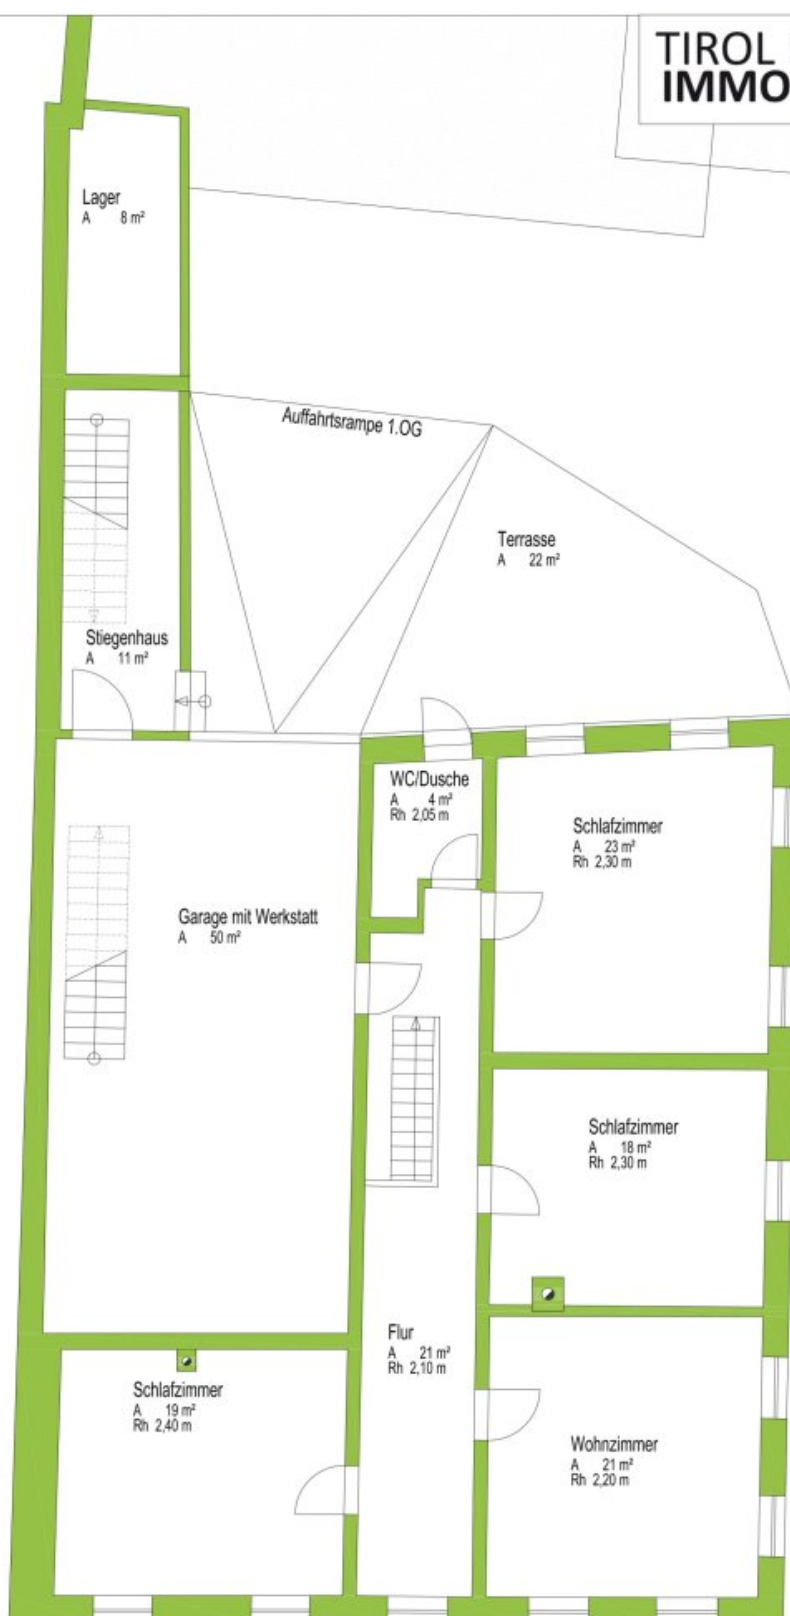 TIROL
IMMO
Lager
A 8 m²
Auffahrtsrampe 1.OG
Terrasse
A 22 m²
Stiegenhaus
A 11 m²
WC/Dusche
A 4 m²
Rh 2,05 m
Schlafzimmer
A 23 m²
Rh 2,30 m
Garage mit Werkstatt
A 50 m²
Schlafzimmer
A 18 m²
Rh 2,30 m
Flur
A 21 m²
Rh 2,10 m
Schlafzimmer
A 19 m²
Rh 2,40 m
Wohnzimmer
A 21 m²
Rh 2,20 m